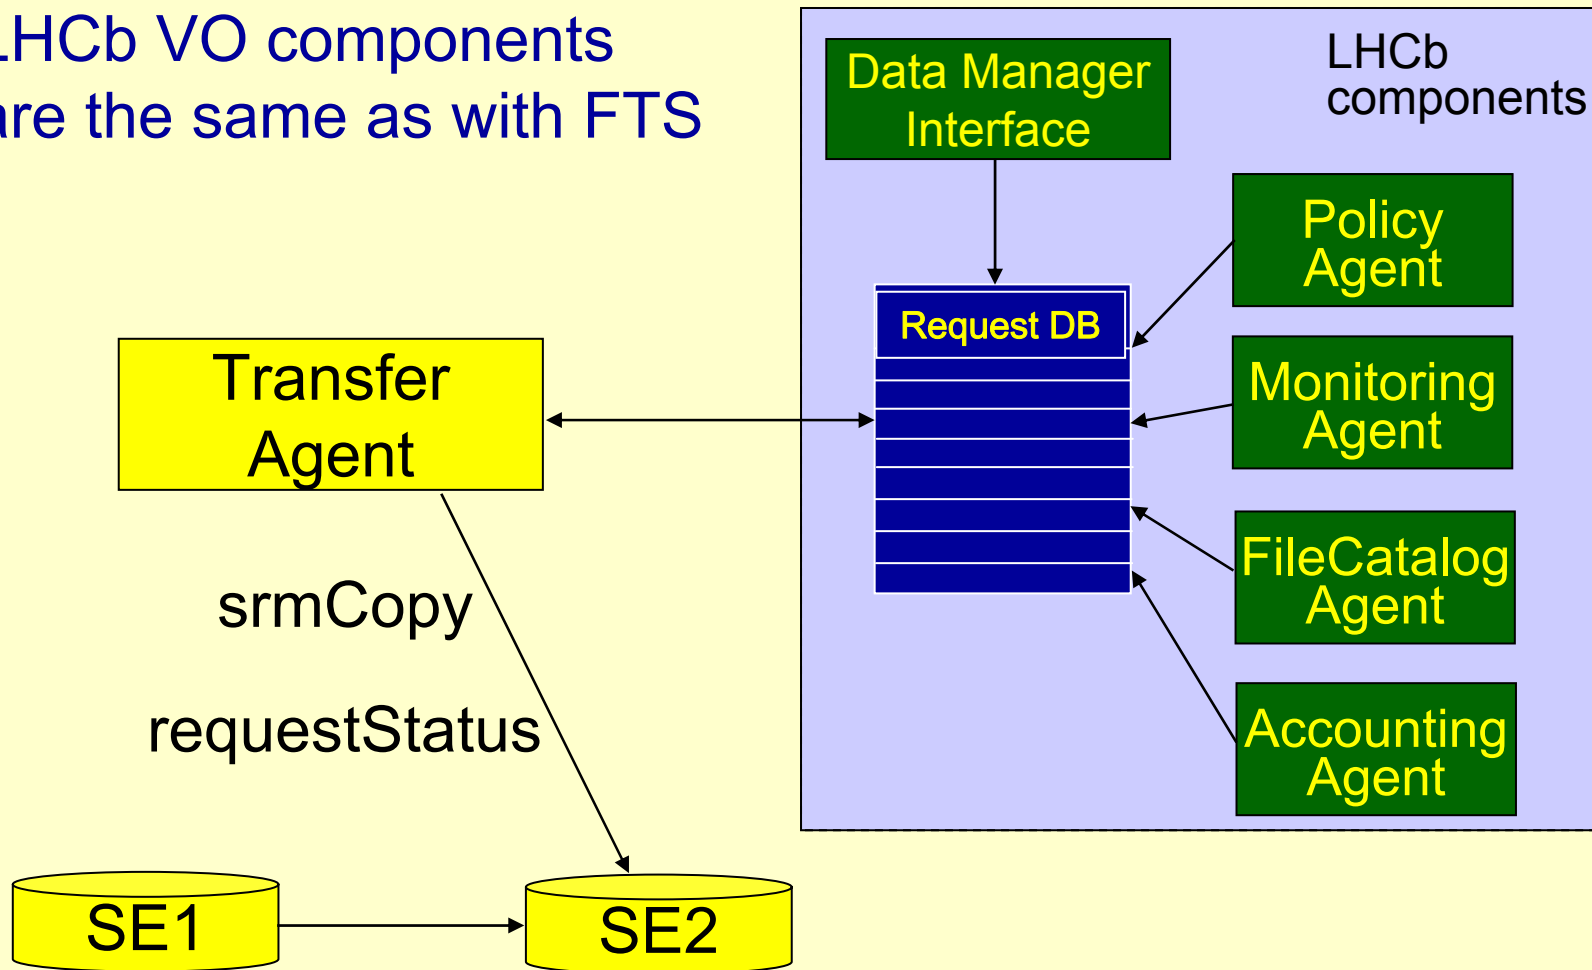 LHCb VO components
are the same as with FTS
LHCb
components
Data Manager
Interface
Policy
Agent
Request DB
Transfer
Agent
Monitoring
Agent
FileCatalog
Agent
srmCopy
requestStatus
Accounting
Agent
SE1
SE2